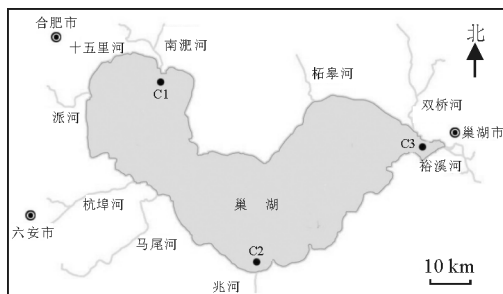 合肥市
十五里河
南淝河
北
C1
派河
柘皋河
双桥河
巢湖市
C3
裕溪河
杭埠河
巢 湖
六安市
马尾河
C2
兆河
10 km